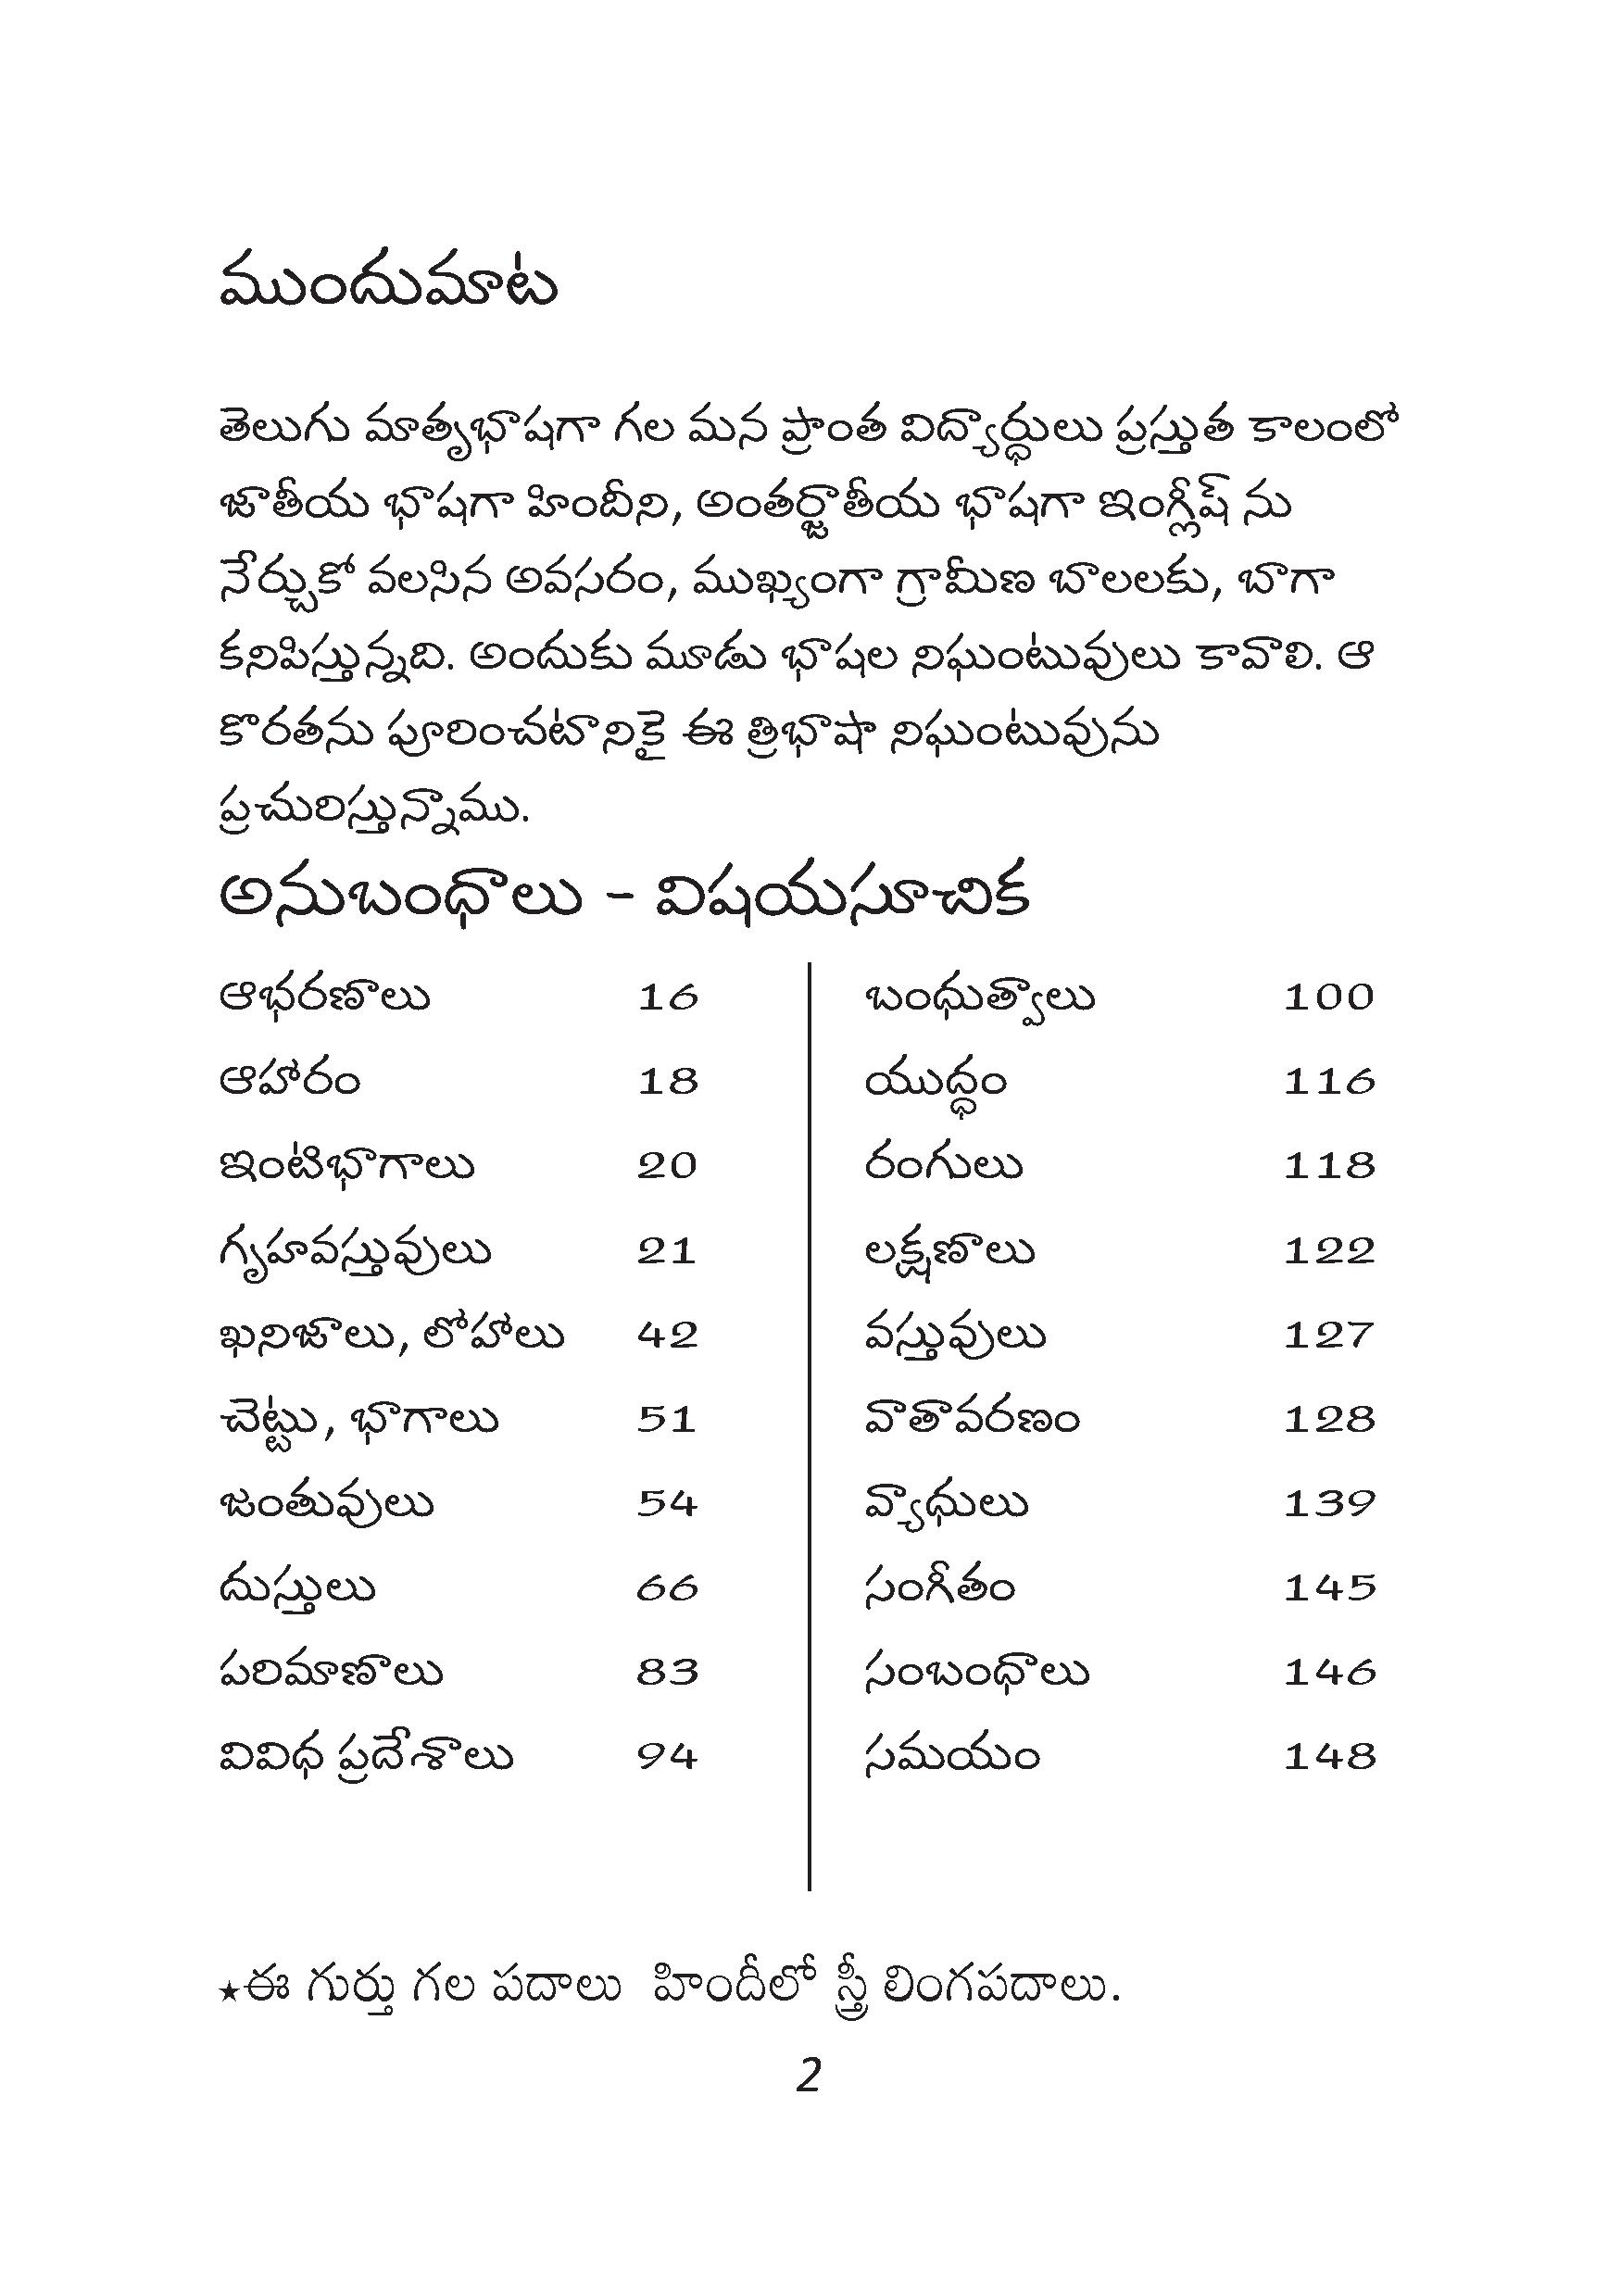 ముందుమాట
తెలుగు మాతృభాషగా గల మన ప్రాంత విద్యార్ధులు ప్రస్తుత కాలంలో
జాతీయ భాషగా హిందీని, అంతర్జాతీయ భాషగా ఇంగ్లీష్ ను
నేర్చుకో వలసిన అవసరం, ముఖ్యంగా గ్రామీణ బాలలకు, బాగా
కనిపిస్తున్నది. అందుకు మూడు భాషల నిఘంటువులు కావాలి. ఆ
కొరతను పూరించటానికై ఈ త్రిభాషా నిఘంటువును
ప్రచురిస్తున్నాము.
అనుబంధాలు - విషయసూచిక
ఆభరణాలు 16
ఆహారం 18
ఇంటిభాగాలు 20
గృహవస్తువులు 21
ఖనిజాలు, లోహాలు 42
చెట్టు, భాగాలు 51
జంతువులు 54
దుస్తులు 66
పరిమాణాలు 83
వివిధ ప్రదేశాలు 94
బంధుత్వాలు 100
యుద్ధం 116
రంగులు 118
లక్షణాలు 122
వస్తువులు 127
వాతావరణం 128
వ్యాధులు 139
సంగీతం 145
సంబంధాలు 146
సమయం 148
★ఈ గుర్తు గల పదాలు హిందీలో స్త్రీ లింగపదాలు.
2